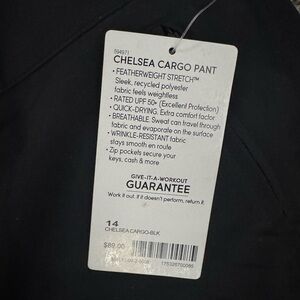 594971
CHELSEA CARGO PANT
• FEATHERWEIGHT STRETCH™
Sleek, recycled polyester
fabric feels weightless
• RATED UPF 50+ (Excellent Protection)
• QUICK-DRYING. Extra comfort factor
• BREATHABLE. Sweat can travel through
fabric and evaporate on the surface
• WRINKLE-RESISTANT fabric
stays smooth en route
• Zip pockets secure your
keys, cash & more
GIVE-IT-A-WORKOUT
GUARANTEE
Work it out. If it doesn't perform, return it.
14
CHELSEA CARGO-BLK
$89.00